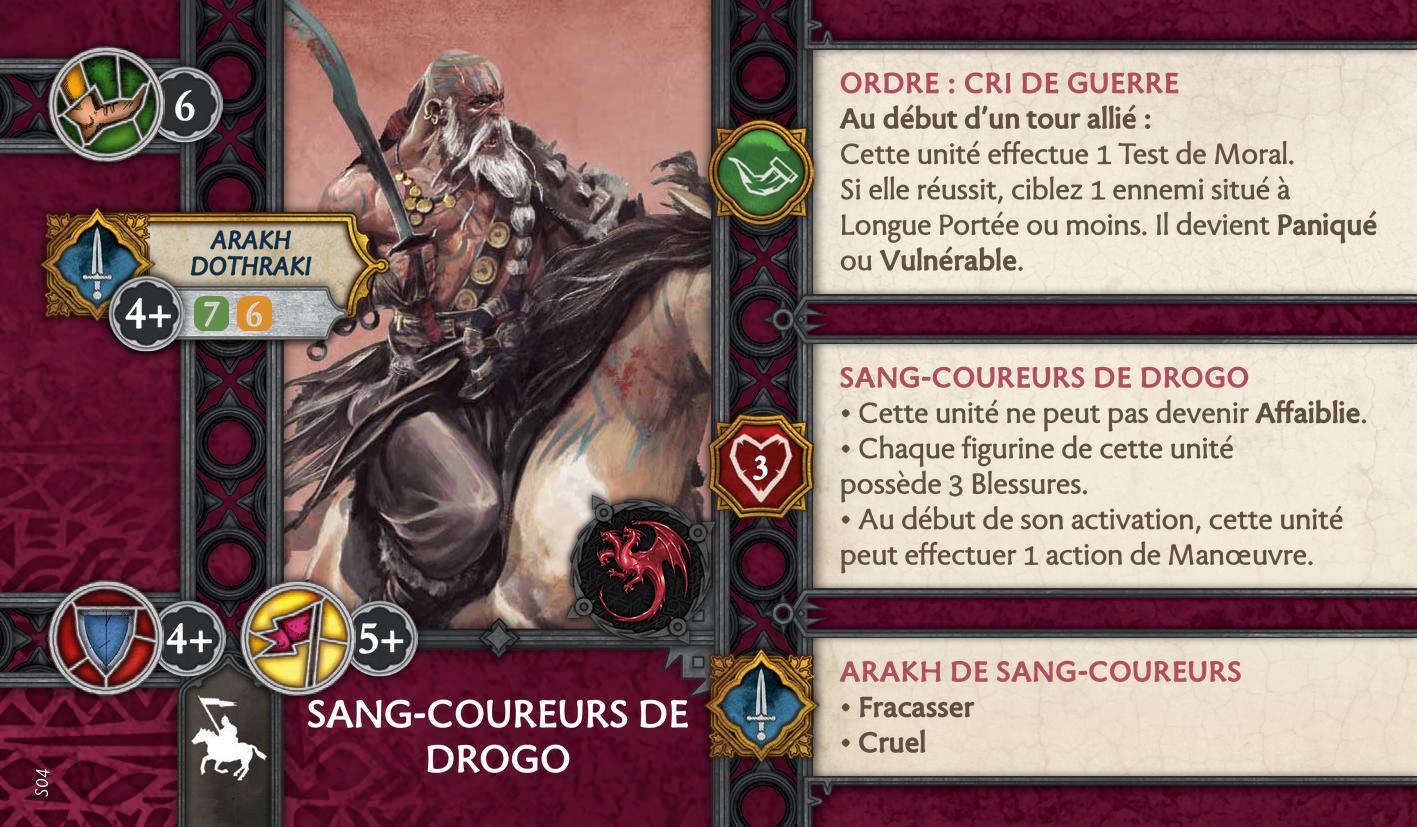 6
ARAKH
DOTHRAKI
4+ 7 6
4+ 5+
SANG-COUREURS DE
DROGO
S04
ORDRE : CRI DE GUERRE
Au début d'un tour allié :
Cette unité effectue 1 Test de Moral.
Si elle réussit, ciblez 1 ennemi situé à
Longue Portée ou moins. Il devient Paniqué
ou Vulnérable.
3
SANG-COUREURS DE DROGO
• Cette unité ne peut pas devenir Affaiblie.
• Chaque figurine de cette unité
possède 3 Blessures.
• Au début de son activation, cette unité
peut effectuer 1 action de Manœuvre.
ARAKH DE SANG-COUREURS
• Fracasser
• Cruel